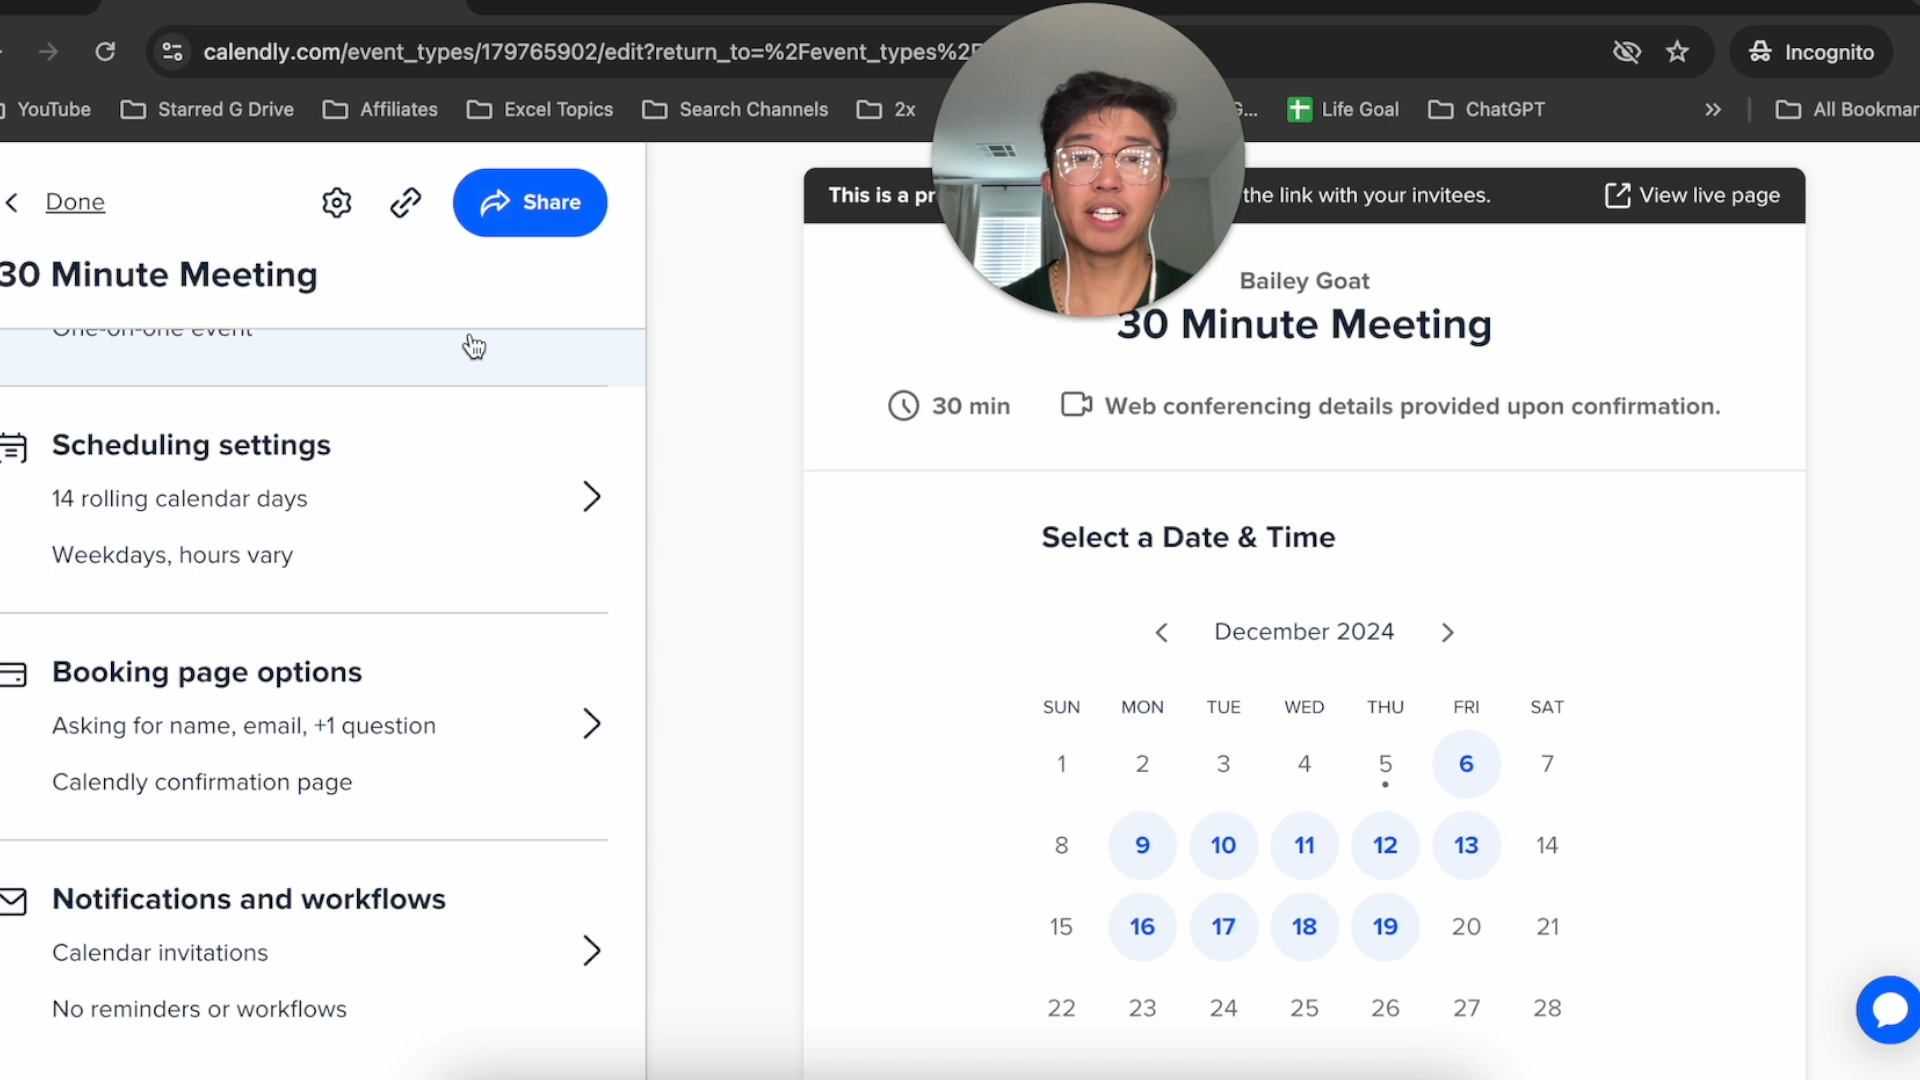 calendly.com/event_types/179765902/edit?return_to=%2Fevent_types%2F
Incognito
YouTube
Starred G Drive
Affiliates
Excel Topics
Search Channels
2x
G...
Life Goal
ChatGPT
All Bookmar
Done
Share
This is a pr
the link with your invitees.
View live page
30 Minute Meeting
One-on-one event
Scheduling settings
14 rolling calendar days
Weekdays, hours vary
Booking page options
Asking for name, email, +1 question
Calendly confirmation page
Notifications and workflows
Calendar invitations
No reminders or workflows
Bailey Goat
30 Minute Meeting
30 min
Web conferencing details provided upon confirmation.
Select a Date & Time
December 2024
SUN MON TUE WED THU FRI SAT
1 2 3 4 5 6 7
8 9 10 11 12 13 14
15 16 17 18 19 20 21
22 23 24 25 26 27 28